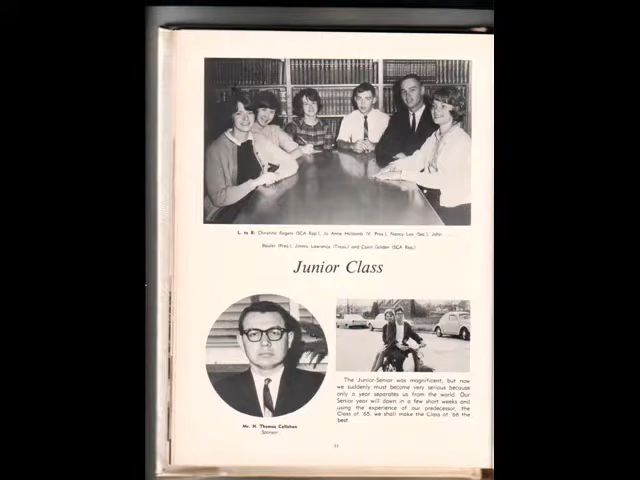 L. to R: Christine Rogers (SCA Rep.), Jo Anne Holcomb (V. Pres.), Nancy Lee (Sec.), John
(Pres.), Jimmy Lawrence (Treas.) and Carol Golden (SCA Rep.)
Junior Class
The Junior-Senior was magnificent, but now
we suddenly must become very serious because
only a year separates us from the world. Our
Senior year will dawn in a few short weeks and
using the experience of our predecessor, the
Class of '65, we shall make the Class of '66 the
best.
Mr. H. Thomas Callahan
Sponsor